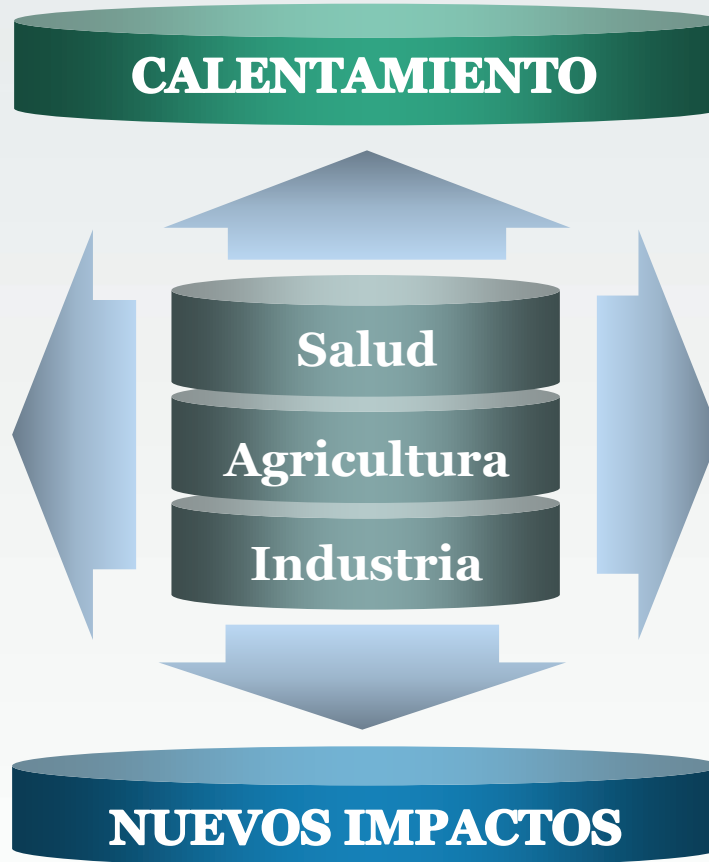 CALENTAMIENTO
Salud
Agricultura
Industria
NUEVOS IMPACTOS